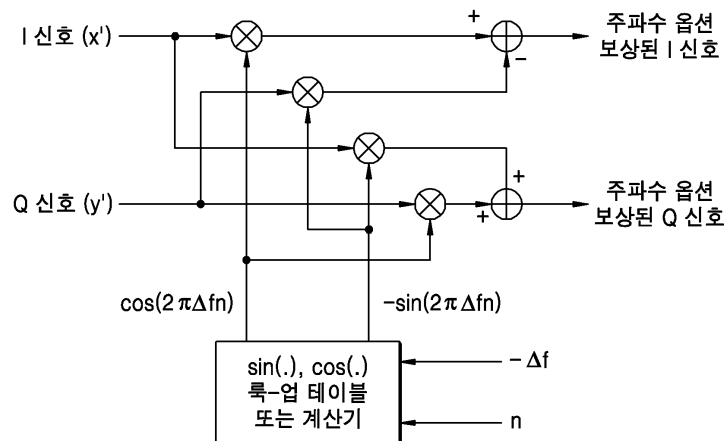 I 신호 (x')
+
주파수 옵션
보상된 I 신호
-
+
Q 신호 (y')
+
주파수 옵션
보상된 Q 신호
cos(2πΔfn)
-sin(2πΔfn)
sin(.), cos(.)
룩-업 테이블
또는 계산기
- Δf
n